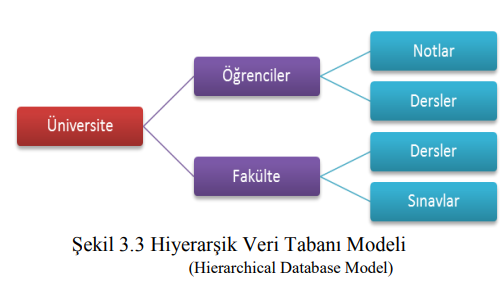 Üniversite
Öğrenciler
Notlar
Dersler
Fakülte
Dersler
Sınavlar
Şekil 3.3 Hiyerarşik Veri Tabanı Modeli
(Hierarchical Database Model)